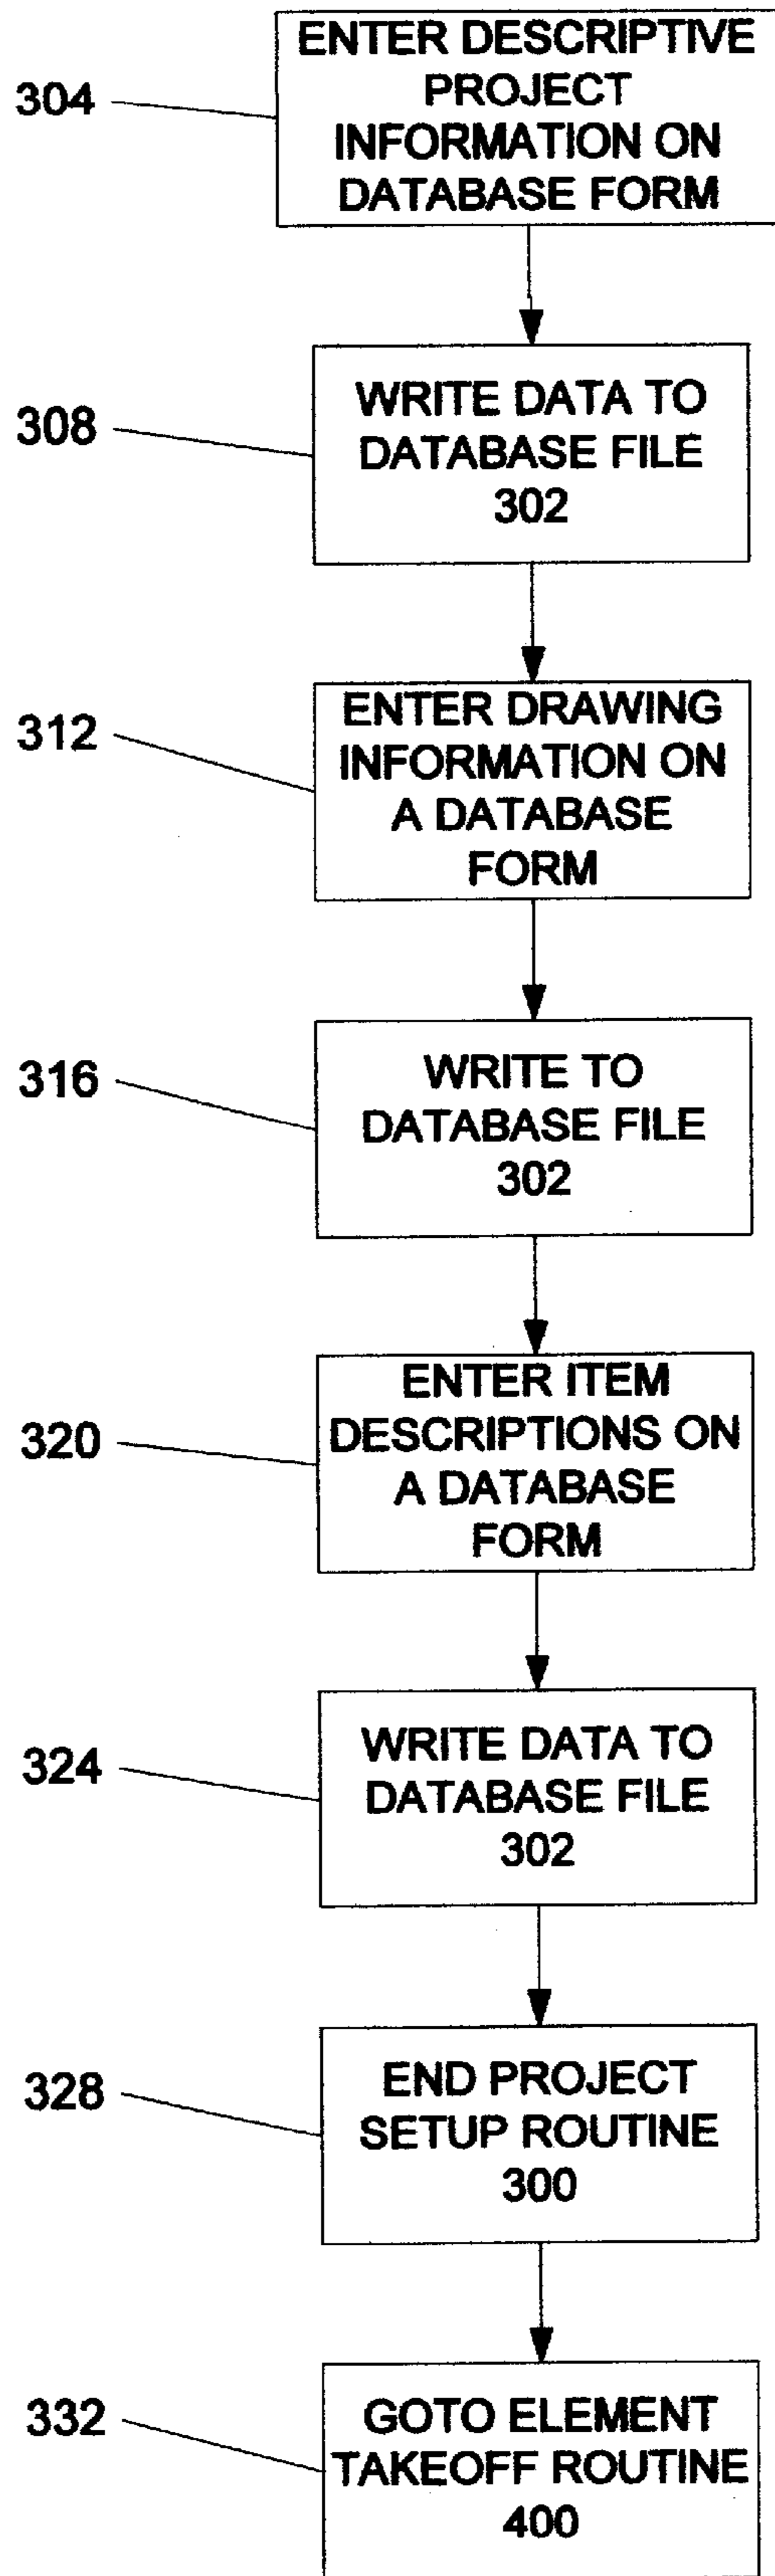 304
ENTER DESCRIPTIVE
PROJECT
INFORMATION ON
DATABASE FORM
308
WRITE DATA TO
DATABASE FILE
302
312
ENTER DRAWING
INFORMATION ON
A DATABASE
FORM
316
WRITE TO
DATABASE FILE
302
320
ENTER ITEM
DESCRIPTIONS ON
A DATABASE
FORM
324
WRITE DATA TO
DATABASE FILE
302
328
END PROJECT
SETUP ROUTINE
300
332
GOTO ELEMENT
TAKEOFF ROUTINE
400